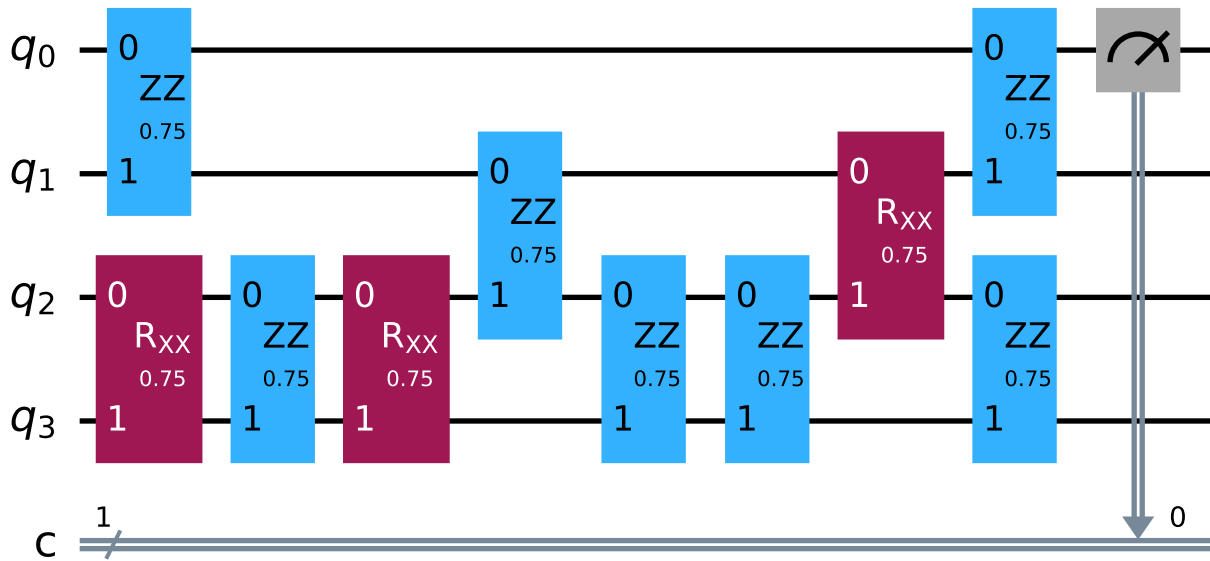 q0 0 0
ZZ ZZ
0.75 0.75
q1 1 0 0 1
ZZ RXX
0.75 0.75
q2 0 0 0 1 0 0 1 0
RXX ZZ RXX ZZ ZZ ZZ
0.75 0.75 0.75 0.75 0.75 0.75
q3 1 1 1 1 1 1
1 0
c